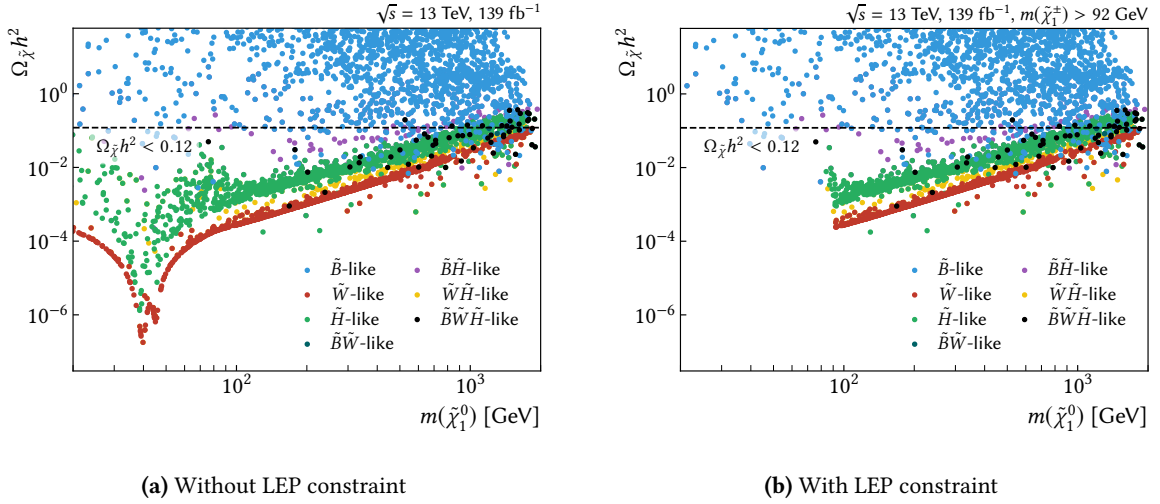 √s = 13 TeV, 139 fb⁻¹
Ω_χ̃ h²
10⁰
10⁻²
10⁻⁴
10⁻⁶
Ω_χ̃ h² < 0.12
B̃-like
W̃-like
H̃-like
B̃W̃-like
B̃H̃-like
W̃H̃-like
B̃W̃H̃-like
10² 10³
m(χ̃₁⁰) [GeV]
(a) Without LEP constraint
√s = 13 TeV, 139 fb⁻¹, m(χ̃₁±) > 92 GeV
Ω_χ̃ h²
10⁰
10⁻²
10⁻⁴
10⁻⁶
Ω_χ̃ h² < 0.12
B̃-like
W̃-like
H̃-like
B̃W̃-like
B̃H̃-like
W̃H̃-like
B̃W̃H̃-like
10² 10³
m(χ̃₁⁰) [GeV]
(b) With LEP constraint